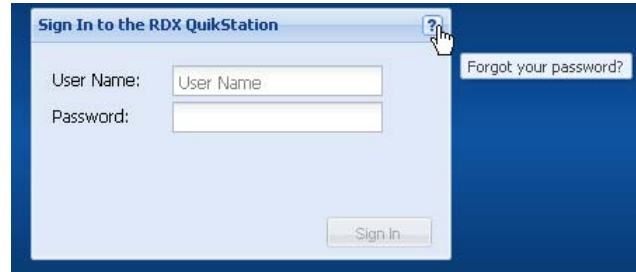 Sign In to the RDX QuikStation
?
Forgot your password?
User Name:
User Name
Password:
Sign In